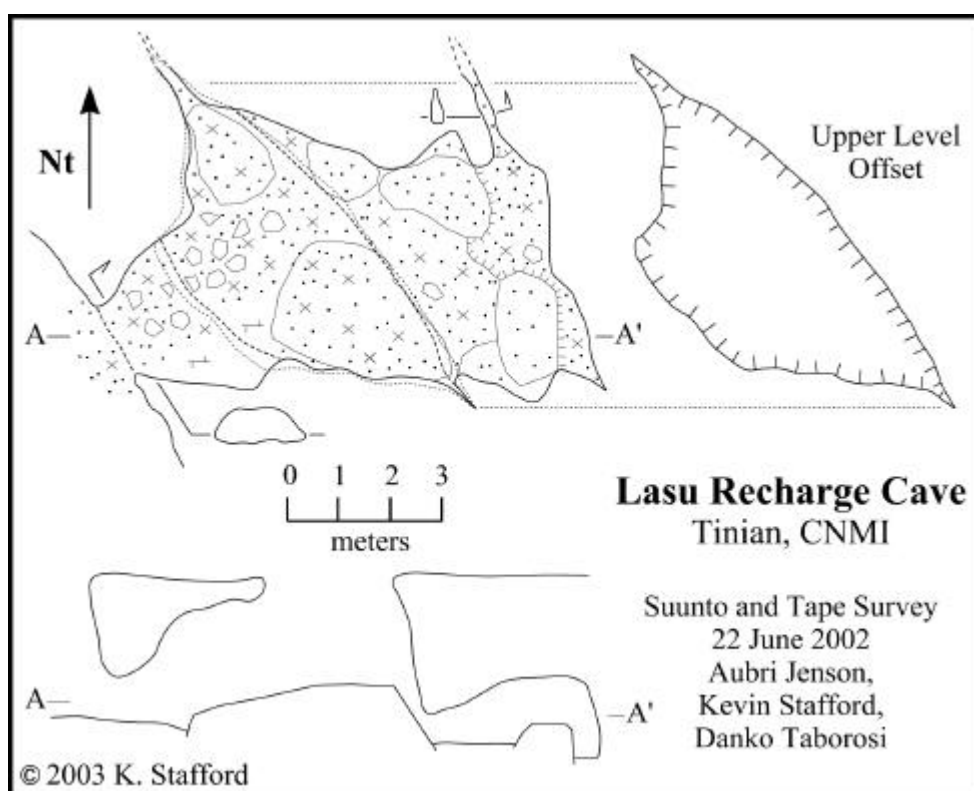 Nt
Upper Level
Offset
A
A'
0 1 2 3
meters
Lasu Recharge Cave
Tinian, CNMI
Suunto and Tape Survey
22 June 2002
Aubri Jenson,
Kevin Stafford,
Danko Taborosi
A
A'
© 2003 K. Stafford